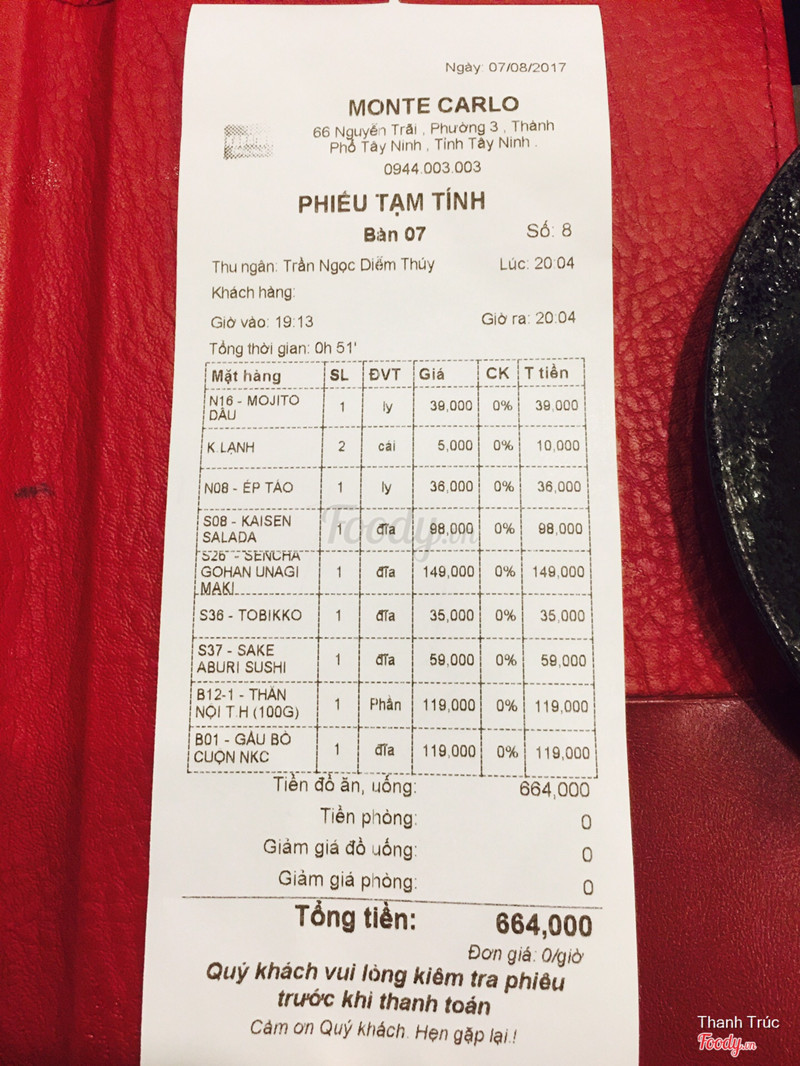 Ngày: 07/08/2017
MONTE CARLO
66 Nguyễn Trãi , Phường 3 , Thành
Phố Tây Ninh , Tỉnh Tây Ninh .
0944.003.003
PHIẾU TẠM TÍNH
Bàn 07 Số: 8
Thu ngân: Trần Ngọc Diễm Thúy Lúc: 20:04
Khách hàng:
Giờ vào: 19:13 Giờ ra: 20:04
Tổng thời gian: 0h 51'
Mặt hàng SL ĐVT Giá CK T tiền
N16 - MOJITO
DÂU 1 ly 39,000 0% 39,000
K.LẠNH 2 cái 5,000 0% 10,000
N08 - ÉP TÁO 1 ly 36,000 0% 36,000
S08 - KAISEN
SALADA 1 đĩa 98,000 0% 98,000
S26 - SENCHA
GOHAN UNAGI 1 đĩa 149,000 0% 149,000
MAKI
S36 - TOBIKKO 1 đĩa 35,000 0% 35,000
S37 - SAKE
ABURI SUSHI 1 đĩa 59,000 0% 59,000
B12-1 - THĂN
NỘI T.H (100G) 1 Phần 119,000 0% 119,000
B01 - GẦU BÒ
CUỘN NKC 1 đĩa 119,000 0% 119,000
Tiền đồ ăn, uống: 664,000
Tiền phòng: 0
Giảm giá đồ uống: 0
Giảm giá phòng: 0
Tổng tiền: 664,000
Đơn giá: 0/giờ
Quý khách vui lòng kiểm tra phiếu
trước khi thanh toán
Cảm ơn Quý khách. Hẹn gặp lại.!
Foody.vn
Thanh Trúc
Foody.vn